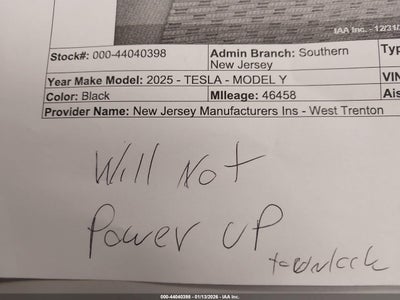 IAA Inc. - 12/31/
Stock#: 000-44040398
Admin Branch: Southern New Jersey
Typ
Year Make Model: 2025 - TESLA - MODEL Y
VIN
Color: Black
MIleage: 46458
Ais
Provider Name: New Jersey Manufacturers Ins - West Trenton
Will Not
Power UP
000-44040398 - 01/13/2026 - IAA Inc.